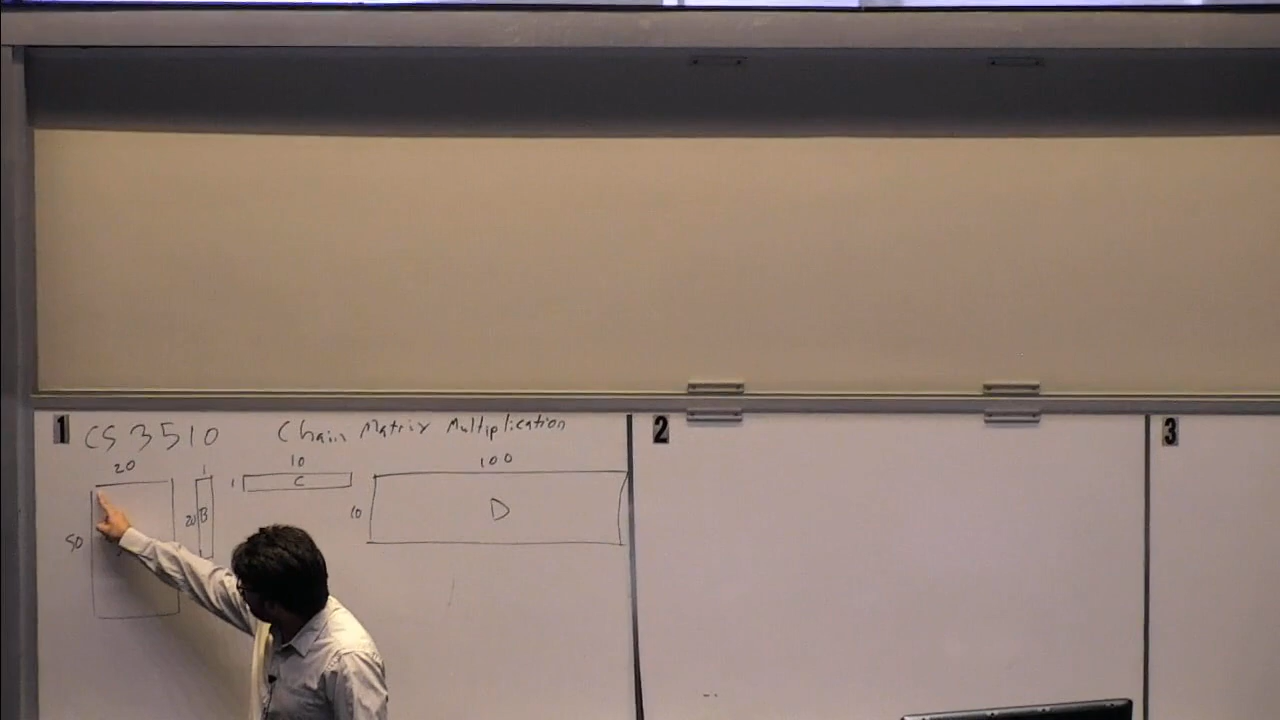 1
CS 3510 Chain Matrix Multiplication
20 1 10 100
50 20 B 1 C 10 D
2
3